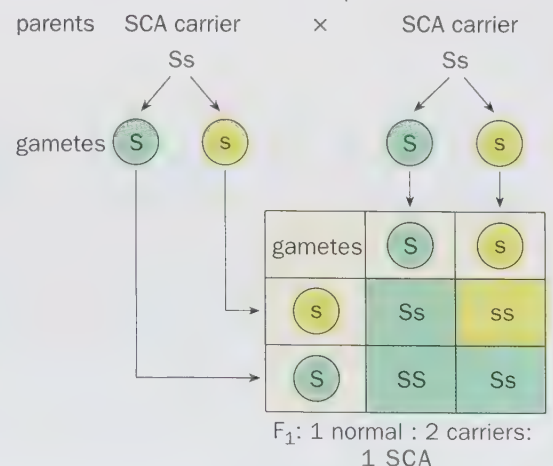 parents SCA carrier × SCA carrier
Ss Ss
gametes S s S s
gametes S s
s Ss ss
S SS Ss
F₁: 1 normal : 2 carriers:
1 SCA